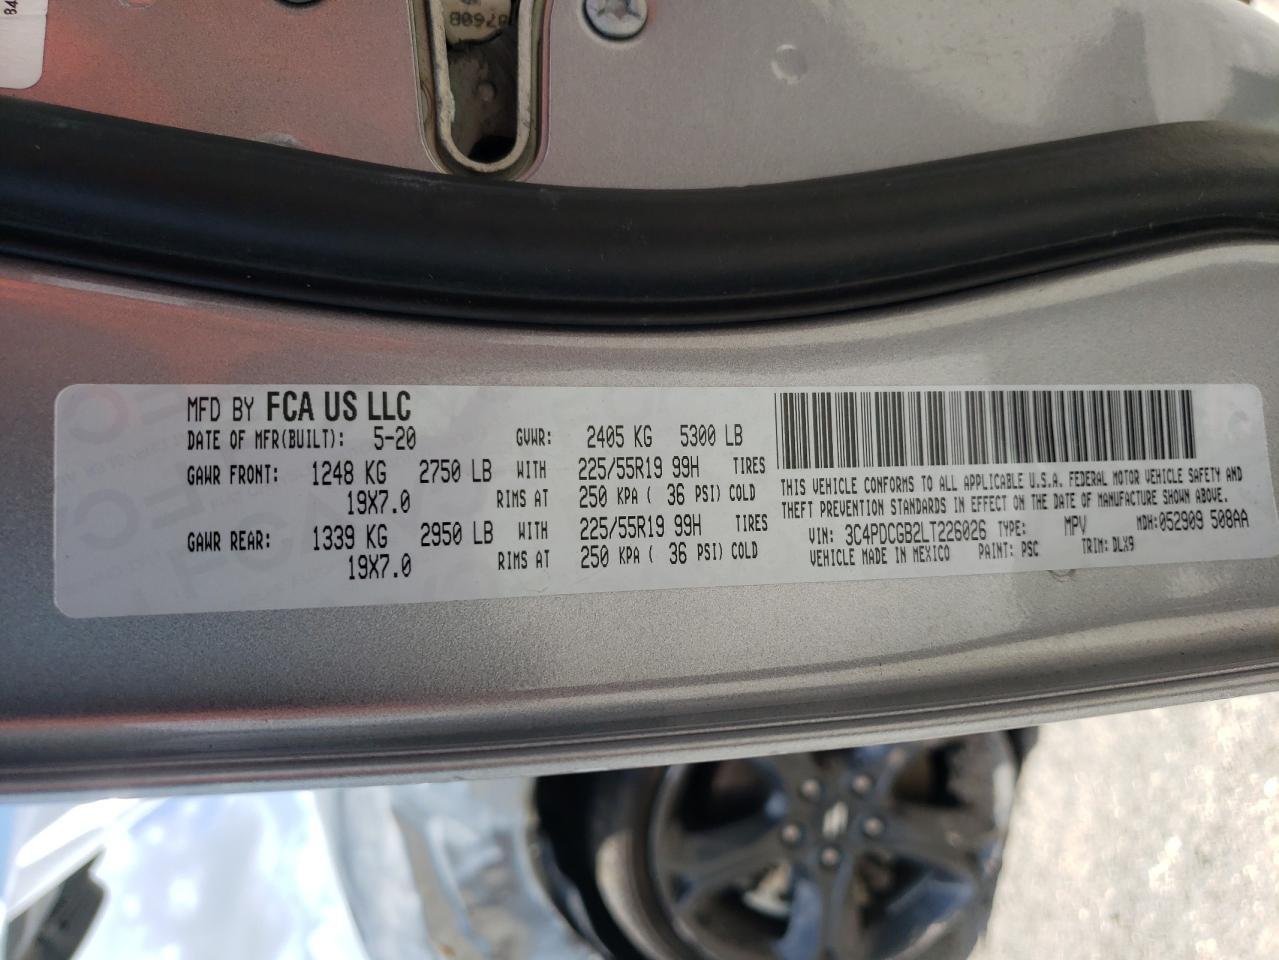 87608
84
MFD BY FCA US LLC
DATE OF MFR(BUILT): 5-20 GVWR: 2405 KG 5300 LB
GAWR FRONT: 1248 KG 2750 LB WITH 225/55R19 99H TIRES
19X7.0 RIMS AT 250 KPA ( 36 PSI) COLD
GAWR REAR: 1339 KG 2950 LB WITH 225/55R19 99H TIRES
19X7.0 RIMS AT 250 KPA ( 36 PSI) COLD
THIS VEHICLE CONFORMS TO ALL APPLICABLE U.S.A. FEDERAL MOTOR VEHICLE SAFETY AND
THEFT PREVENTION STANDARDS IN EFFECT ON THE DATE OF MANUFACTURE SHOWN ABOVE.
VIN: 3C4PDCGB2LT226026 TYPE: MPV MDH:052909 508AA
VEHICLE MADE IN MEXICO PAINT: PSC TRIM: DLX9